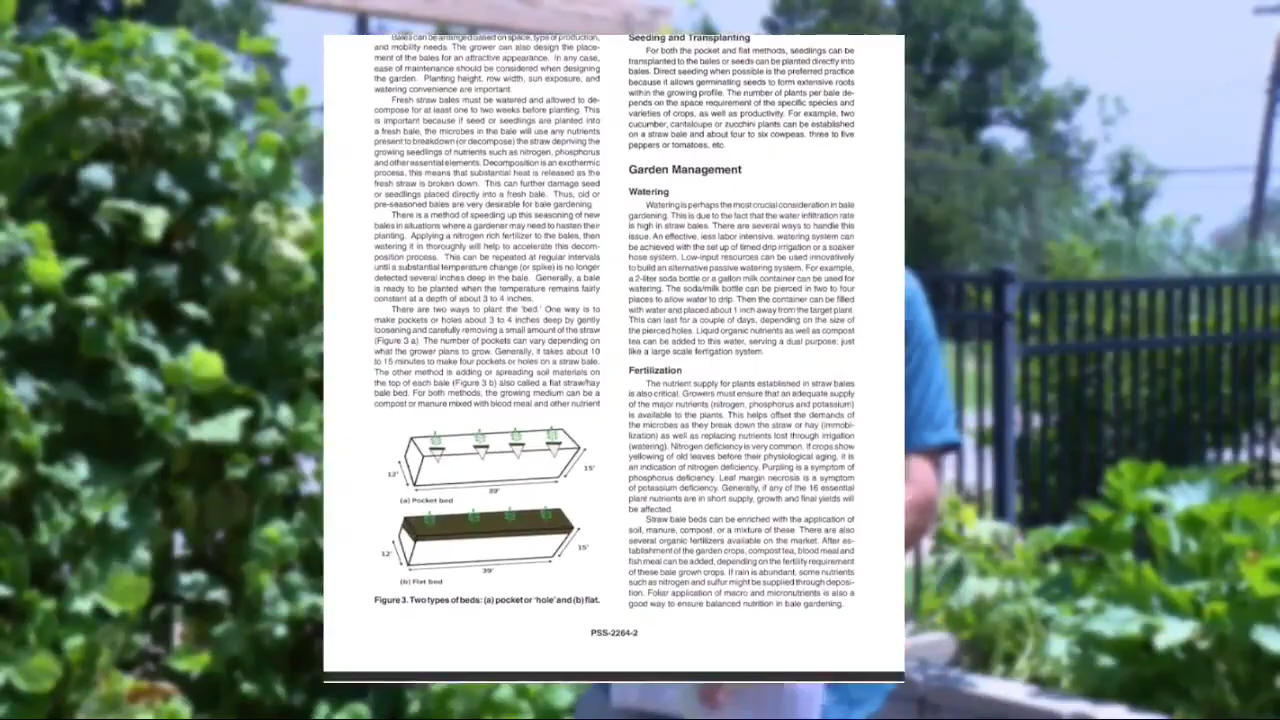 Bales can be arranged based on space, type of production,
and mobility needs. The grower can also design the place-
ment of the bales for an attractive appearance. In any case,
ease of maintenance should be considered when designing
the garden. Planting height, row width, sun exposure, and
watering convenience are important.
Fresh straw bales must be watered and allowed to de-
compose for at least one to two weeks before planting. This
is important because if seed or seedlings are planted into
a fresh bale, the microbes in the bale will use any nutrients
present to breakdown (or decompose) the straw depriving the
growing seedlings of nutrients such as nitrogen, phosphorus
and other essential elements. Decomposition is an exothermic
process, this means that substantial heat is released as the
fresh straw is broken down. This can further damage seed
or seedlings placed directly into a fresh bale. Thus, old or
pre-seasoned bales are very desirable for bale gardening.
There is a method of speeding up this seasoning of new
bales in situations where a gardener may need to hasten their
planting. Applying a nitrogen rich fertilizer to the bales, then
watering it in thoroughly will help to accelerate this decom-
position process. This can be repeated at regular intervals
until a substantial temperature change (or spike) is no longer
detected several inches deep in the bale. Generally, a bale
is ready to be planted when the temperature remains fairly
constant at a depth of about 3 to 4 inches.
There are two ways to plant the 'bed.' One way is to
make pockets or holes about 3 to 4 inches deep by gently
loosening and carefully removing a small amount of the straw
(Figure 3 a). The number of pockets can vary depending on
what the grower plans to grow. Generally, it takes about 10
to 15 minutes to make four pockets or holes on a straw bale.
The other method is adding or spreading soil materials on
the top of each bale (Figure 3 b) also called a flat straw/hay
bale bed. For both methods, the growing medium can be a
compost or manure mixed with blood meal and other nutrient
12'
15'
39'
(a) Pocket bed
12'
15'
39'
(b) Flat bed
Figure 3. Two types of beds: (a) pocket or 'hole' and (b) flat.
Seeding and Transplanting
For both the pocket and flat methods, seedlings can be
transplanted to the bales or seeds can be planted directly into
bales. Direct seeding when possible is the preferred practice
because it allows germinating seeds to form extensive roots
within the growing profile. The number of plants per bale de-
pends on the space requirement of the specific species and
varieties of crops, as well as productivity. For example, two
cucumber, cantaloupe or zucchini plants can be established
on a straw bale and about four to six cowpeas, three to five
peppers or tomatoes, etc.
Garden Management
Watering
Watering is perhaps the most crucial consideration in bale
gardening. This is due to the fact that the water infiltration rate
is high in straw bales. There are several ways to handle this
issue. An effective, less labor intensive, watering system can
be achieved with the set up of timed drip irrigation or a soaker
hose system. Low-input resources can be used innovatively
to build an alternative passive watering system. For example,
a 2-liter soda bottle or a gallon milk container can be used for
watering. The soda/milk bottle can be pierced in two to four
places to allow water to drip. Then the container can be filled
with water and placed about 1 inch away from the target plant.
This can last for a couple of days, depending on the size of
the pierced holes. Liquid organic nutrients as well as compost
tea can be added to this water, serving a dual purpose; just
like a large scale fertigation system.
Fertilization
The nutrient supply for plants established in straw bales
is also critical. Growers must ensure that an adequate supply
of the major nutrients (nitrogen, phosphorus and potassium)
is available to the plants. This helps offset the demands of
the microbes as they break down the straw or hay (immobi-
lization) as well as replacing nutrients lost through irrigation
(watering). Nitrogen deficiency is very common. If crops show
yellowing of old leaves before their physiological aging, it is
an indication of nitrogen deficiency. Purpling is a symptom of
phosphorus deficiency. Leaf margin necrosis is a symptom
of potassium deficiency. Generally, if any of the 16 essential
plant nutrients are in short supply, growth and final yields will
be affected.
Straw bale beds can be enriched with the application of
soil, manure, compost, or a mixture of these. There are also
several organic fertilizers available on the market. After es-
tablishment of the garden crops, compost tea, blood meal and
fish meal can be added, depending on the fertility requirement
of these bale grown crops. If rain is abundant, some nutrients
such as nitrogen and sulfur might be supplied through deposi-
tion. Foliar application of macro and micronutrients is also a
good way to ensure balanced nutrition in bale gardening.
PSS-2264-2